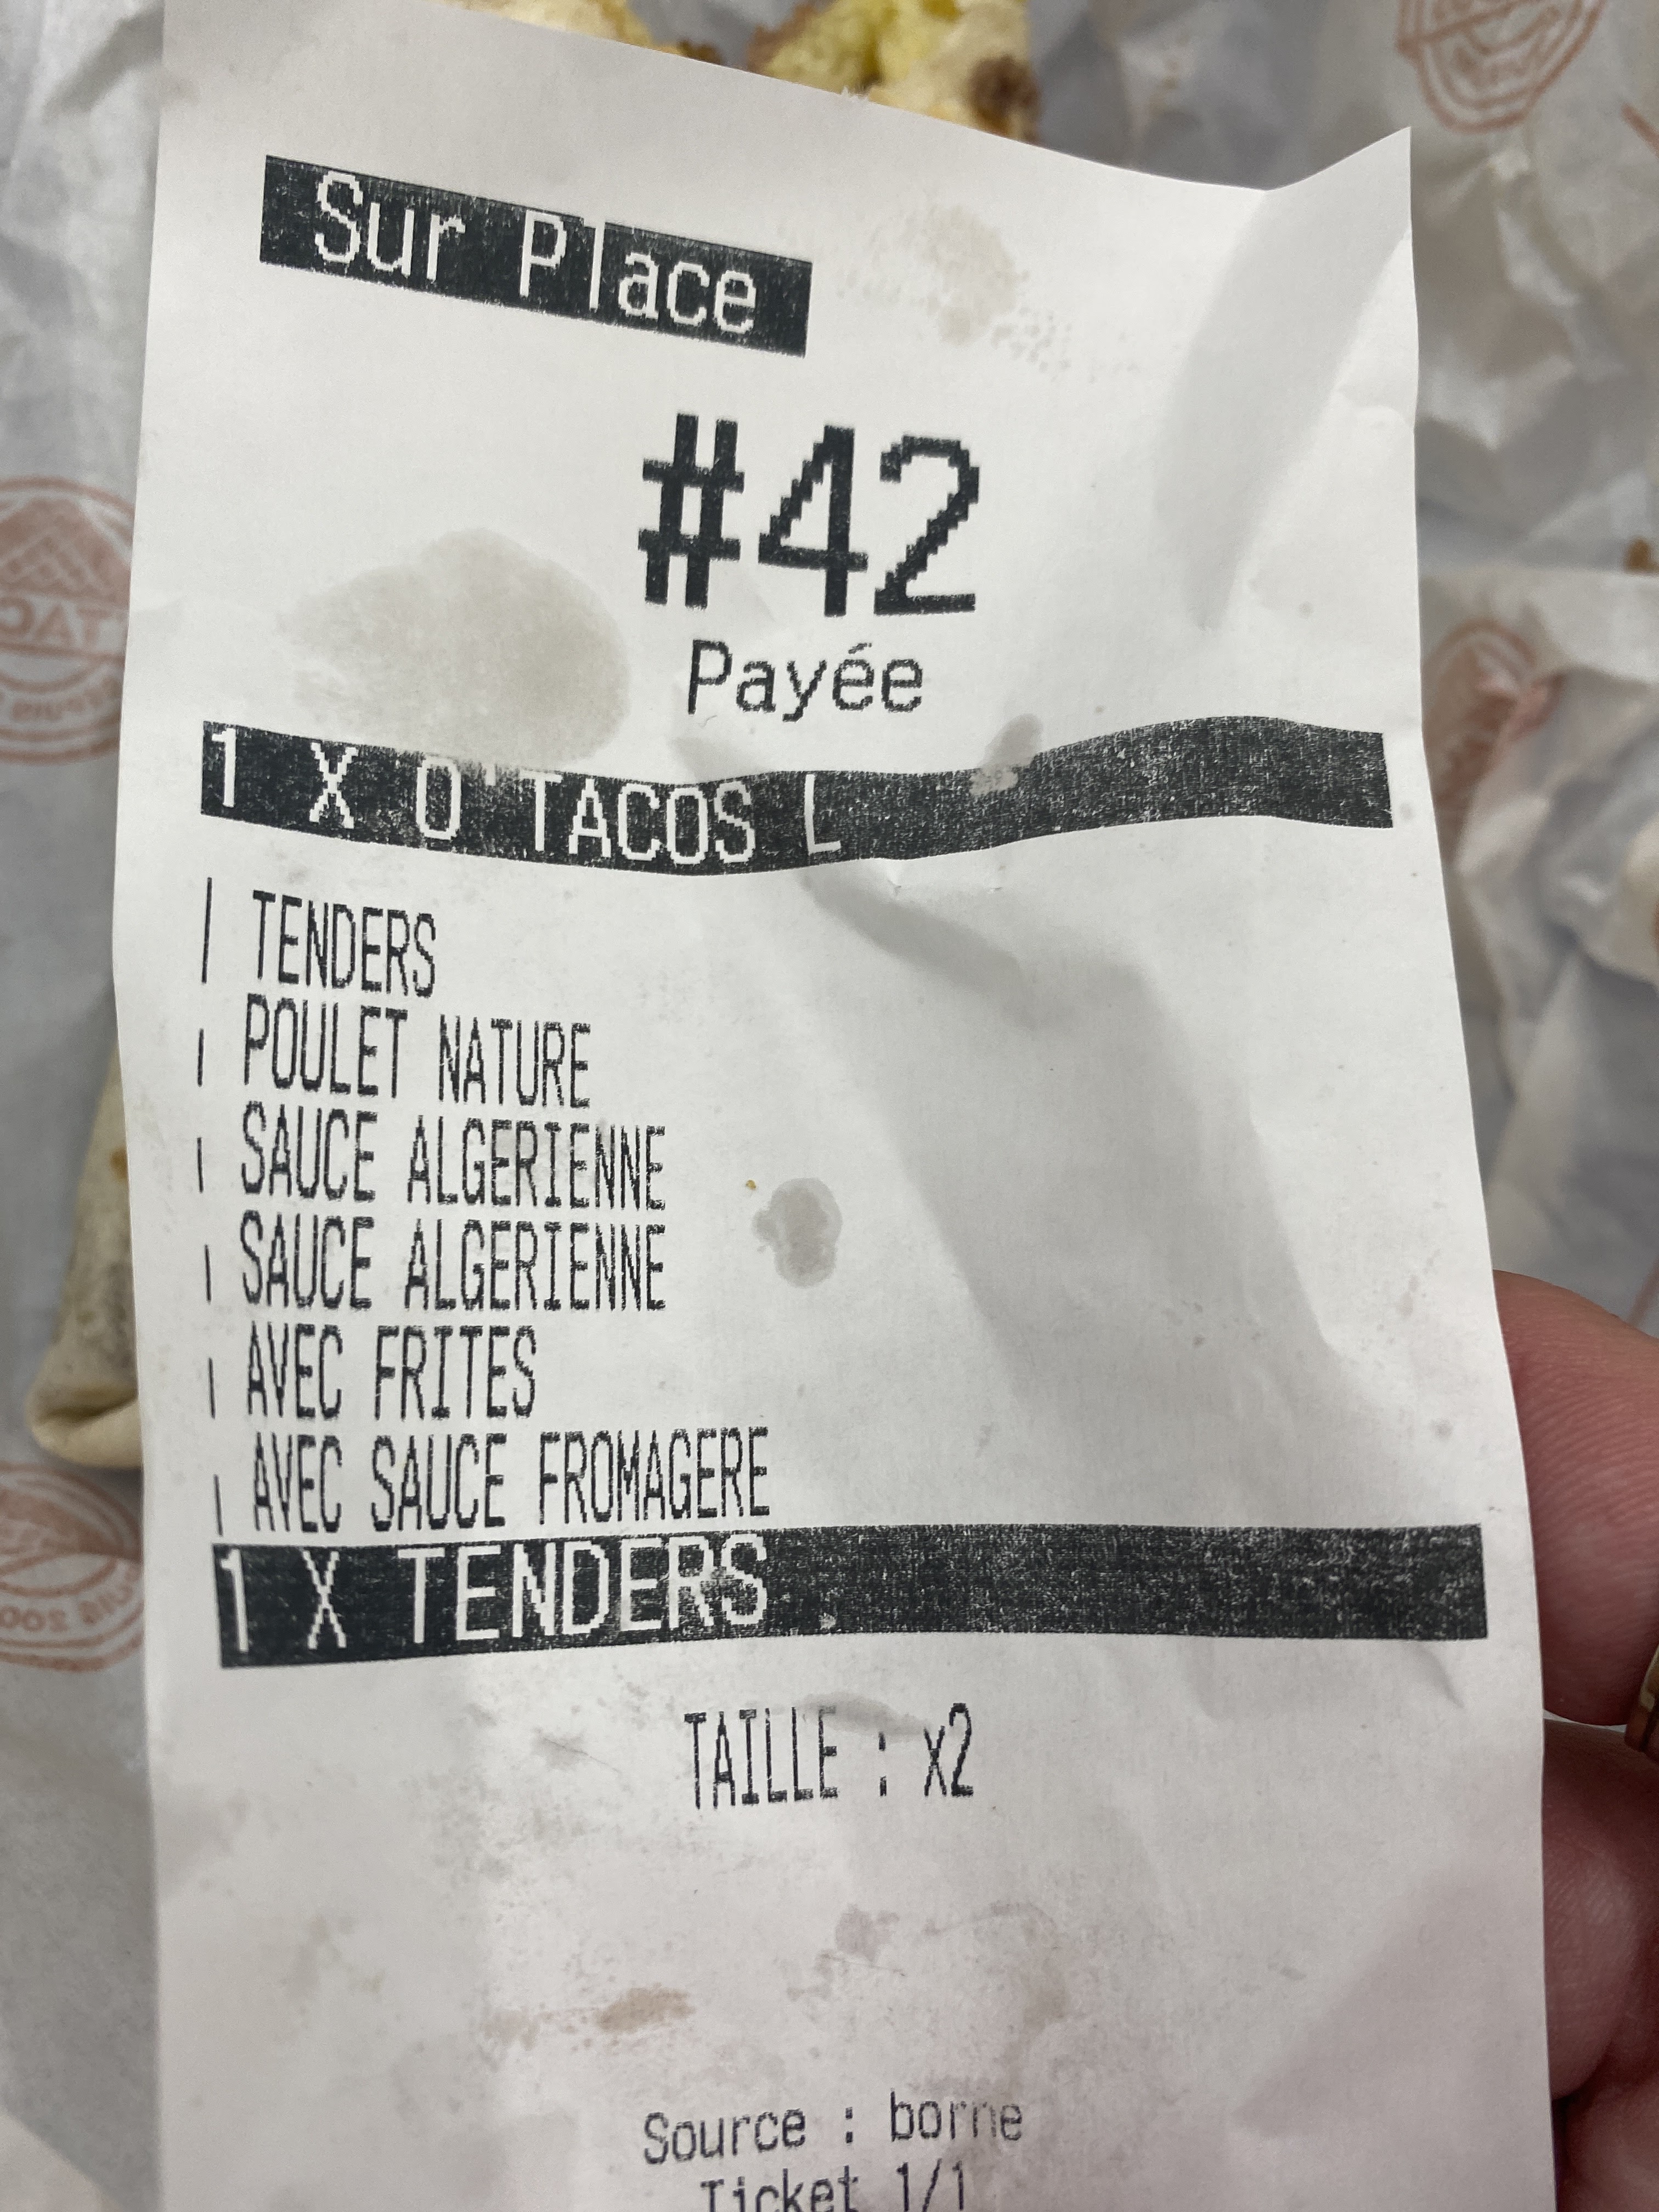 Sur Place
#42
Payée
1 X O'TACOS L
| TENDERS
| POULET NATURE
| SAUCE ALGERIENNE
| SAUCE ALGERIENNE
| AVEC FRITES
| AVEC SAUCE FROMAGERE
1 X TENDERS
TAILLE : x2
Source : borne
Ticket 1/1